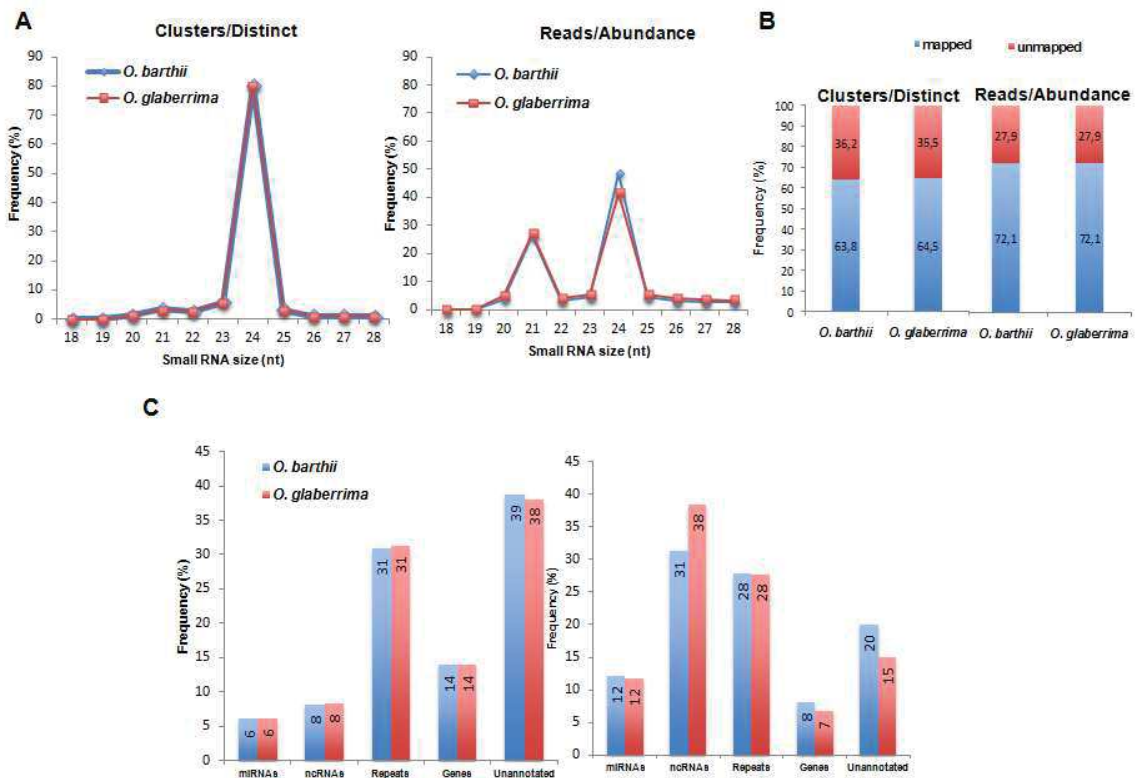 A
Clusters/Distinct
Frequency (%)
90
80
70
60
50
40
30
20
10
0
O. barthii
O. glaberrima
18 19 20 21 22 23 24 25 26 27 28
Small RNA size (nt)
Reads/Abundance
Frequency (%)
90
80
70
60
50
40
30
20
10
0
O. barthii
O. glaberrima
18 19 20 21 22 23 24 25 26 27 28
Small RNA size (nt)
B
mapped unmapped
Clusters/Distinct Reads/Abundance
Frequency (%)
100
90
80
70
60
50
40
30
20
10
0
36,2 35,5 27,9 27,9
63,8 64,5 72,1 72,1
O. barthii O. glaberrima O. barthii O. glaberrima
C
Frequency (%)
45
40
35
30
25
20
15
10
5
0
O. barthii
O. glaberrima
6 6 8 8 31 31 14 14 39 38
miRNAs ncRNAs Repeats Genes Unannotated
Frequency (%)
45
40
35
30
25
20
15
10
5
0
12 12 31 38 28 28 8 7 20 15
miRNAs ncRNAs Repeats Genes Unannotated